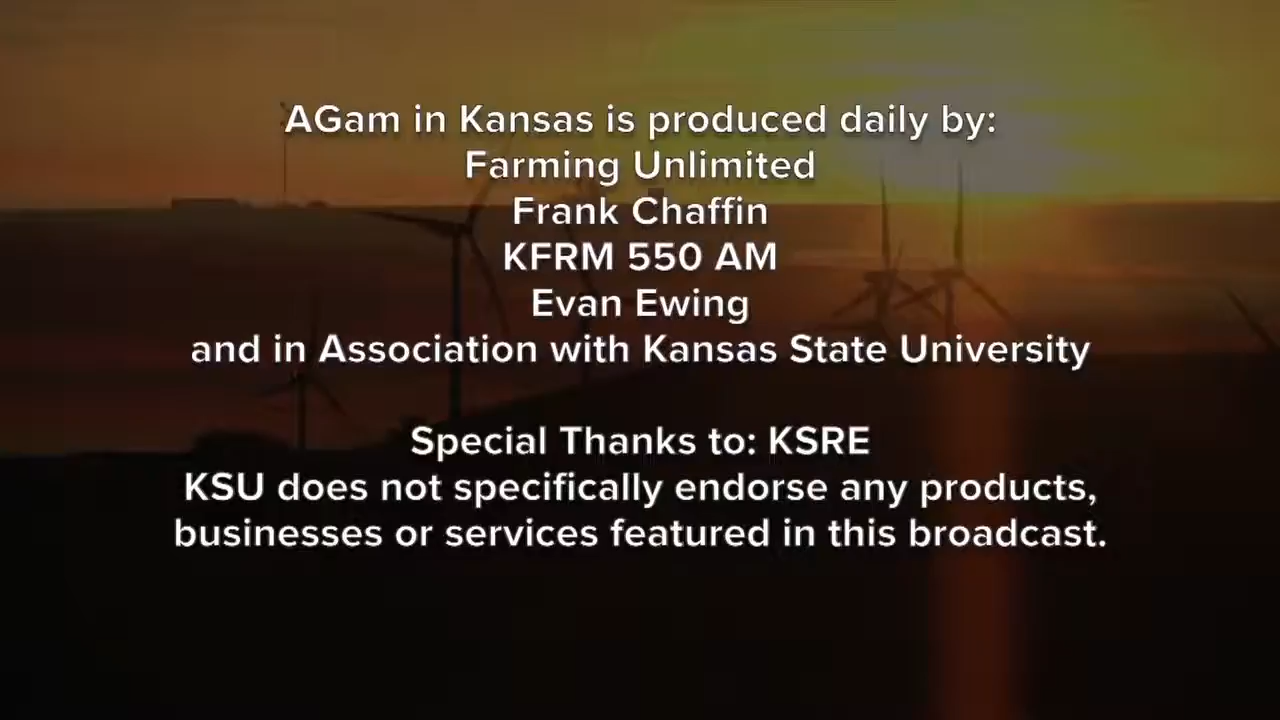 AGam in Kansas is produced daily by:
Farming Unlimited
Frank Chaffin
KFRM 550 AM
Evan Ewing
and in Association with Kansas State University
Special Thanks to: KSRE
KSU does not specifically endorse any products,
businesses or services featured in this broadcast.